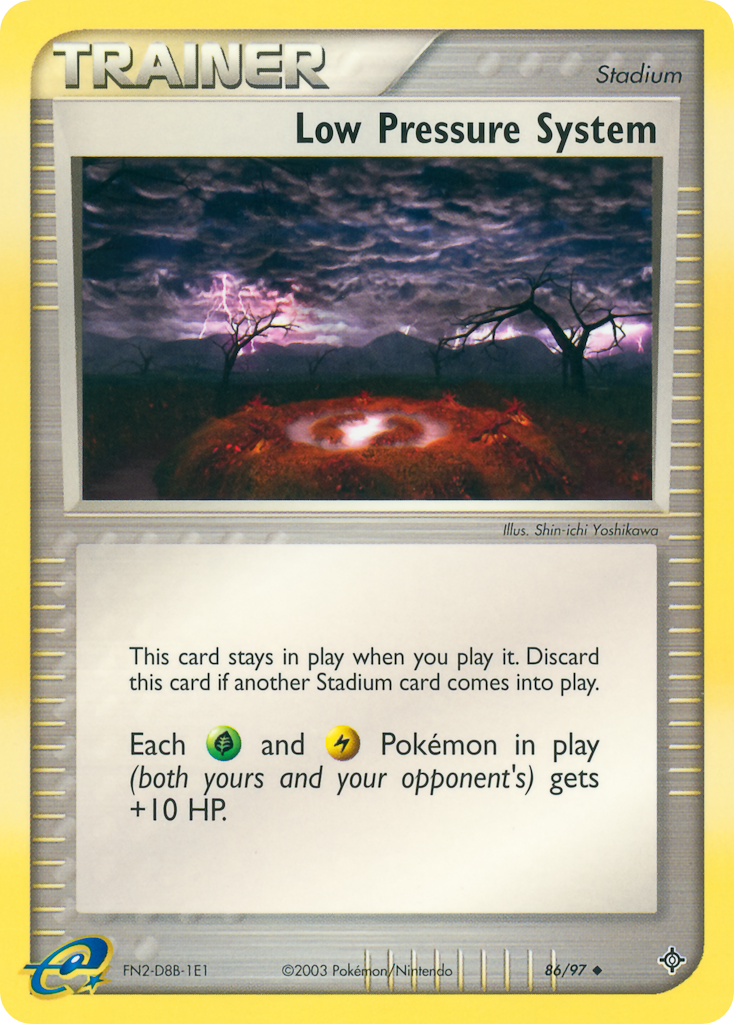 TRAINER
Stadium
Low Pressure System
Illus. Shin-ichi Yoshikawa
This card stays in play when you play it. Discard
this card if another Stadium card comes into play.
Each and Pokémon in play
(both yours and your opponent's) gets
+10 HP.
e
FN2-D8B-1E1 ©2003 Pokémon/Nintendo 86/97 ◆